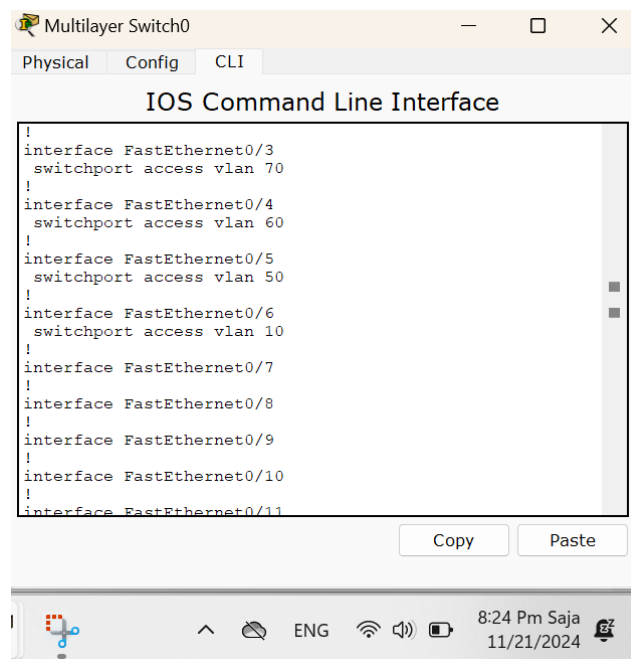 Multilayer Switch0
Physical Config CLI
IOS Command Line Interface
!
interface FastEthernet0/3
switchport access vlan 70
!
interface FastEthernet0/4
switchport access vlan 60
!
interface FastEthernet0/5
switchport access vlan 50
!
interface FastEthernet0/6
switchport access vlan 10
!
interface FastEthernet0/7
!
interface FastEthernet0/8
!
interface FastEthernet0/9
!
interface FastEthernet0/10
!
interface FastEthernet0/11
Copy Paste
ENG
8:24 Pm Saja
11/21/2024